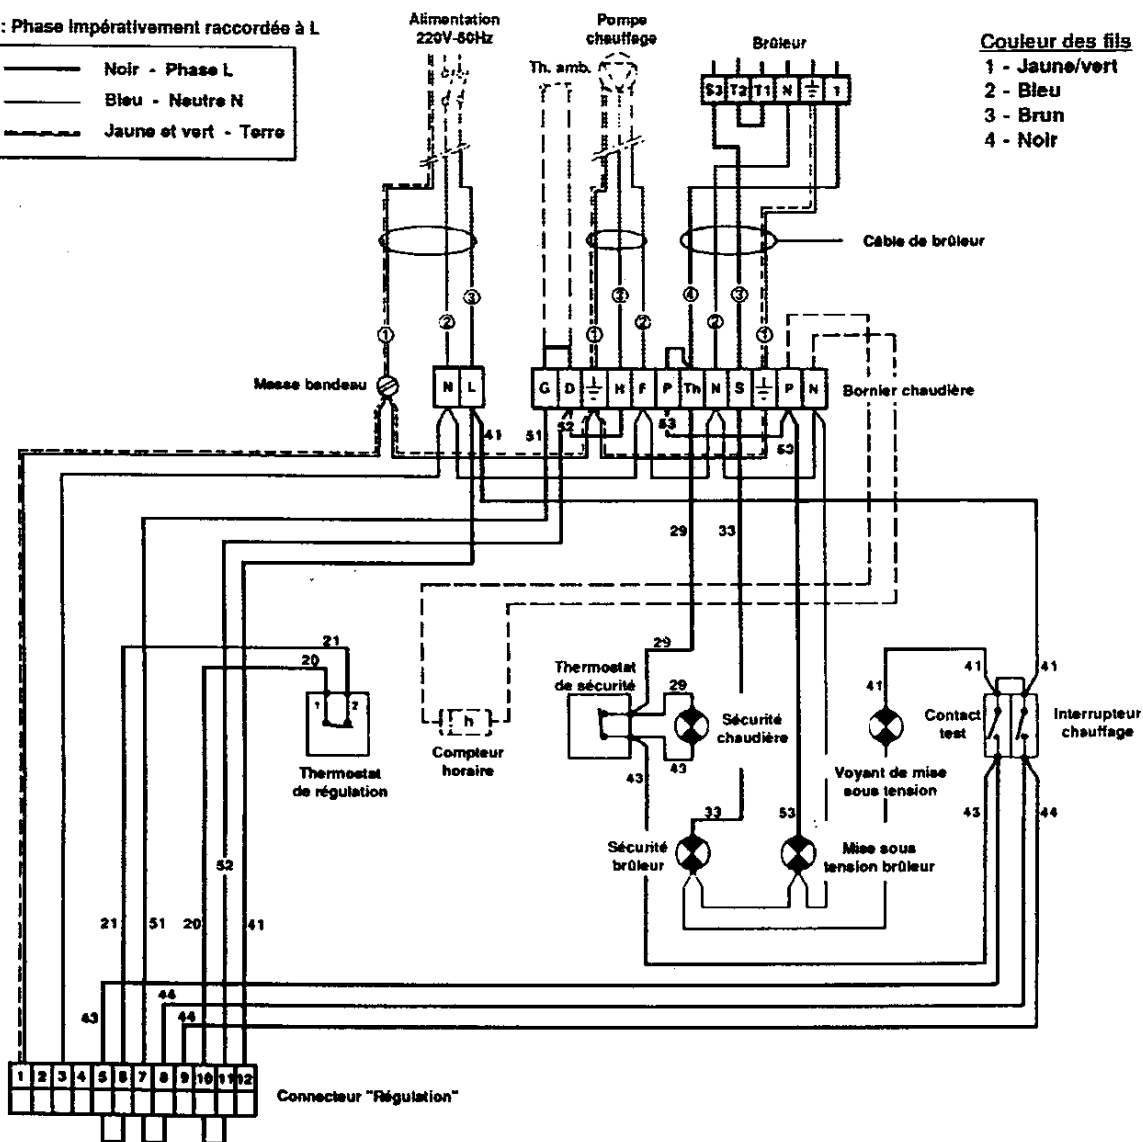 : Phase Impérativement raccordée à L
Noir - Phase L
Bleu - Neutre N
Jaune et vert - Terre
Alimentation
220V-50Hz
Pompe
chauffage
Th. amb.
Brûleur
S3 T2 T1 N 1
Couleur des fils
1 - Jaune/vert
2 - Bleu
3 - Brun
4 - Noir
Câble de brûleur
1 2 3 1 3 2 4 2 3 1
Masse bandeau
N L
G D H F P Th N S P N
Bornier chaudière
41 51 52 53 53
29 33
21
20
1 2
Thermostat
de régulation
h
Compteur
horaire
29
Thermostat
de sécurité
29
43
43
Sécurité
chaudière
41
41 41
Contact
test
Interrupteur
chauffage
Voyant de mise
sous tension
43 44
33 53
Sécurité
brûleur
Mise sous
tension brûleur
52
21 51 20 41
44
43 44
1 2 3 4 5 6 7 8 9 10 11 12
Connecteur "Régulation"